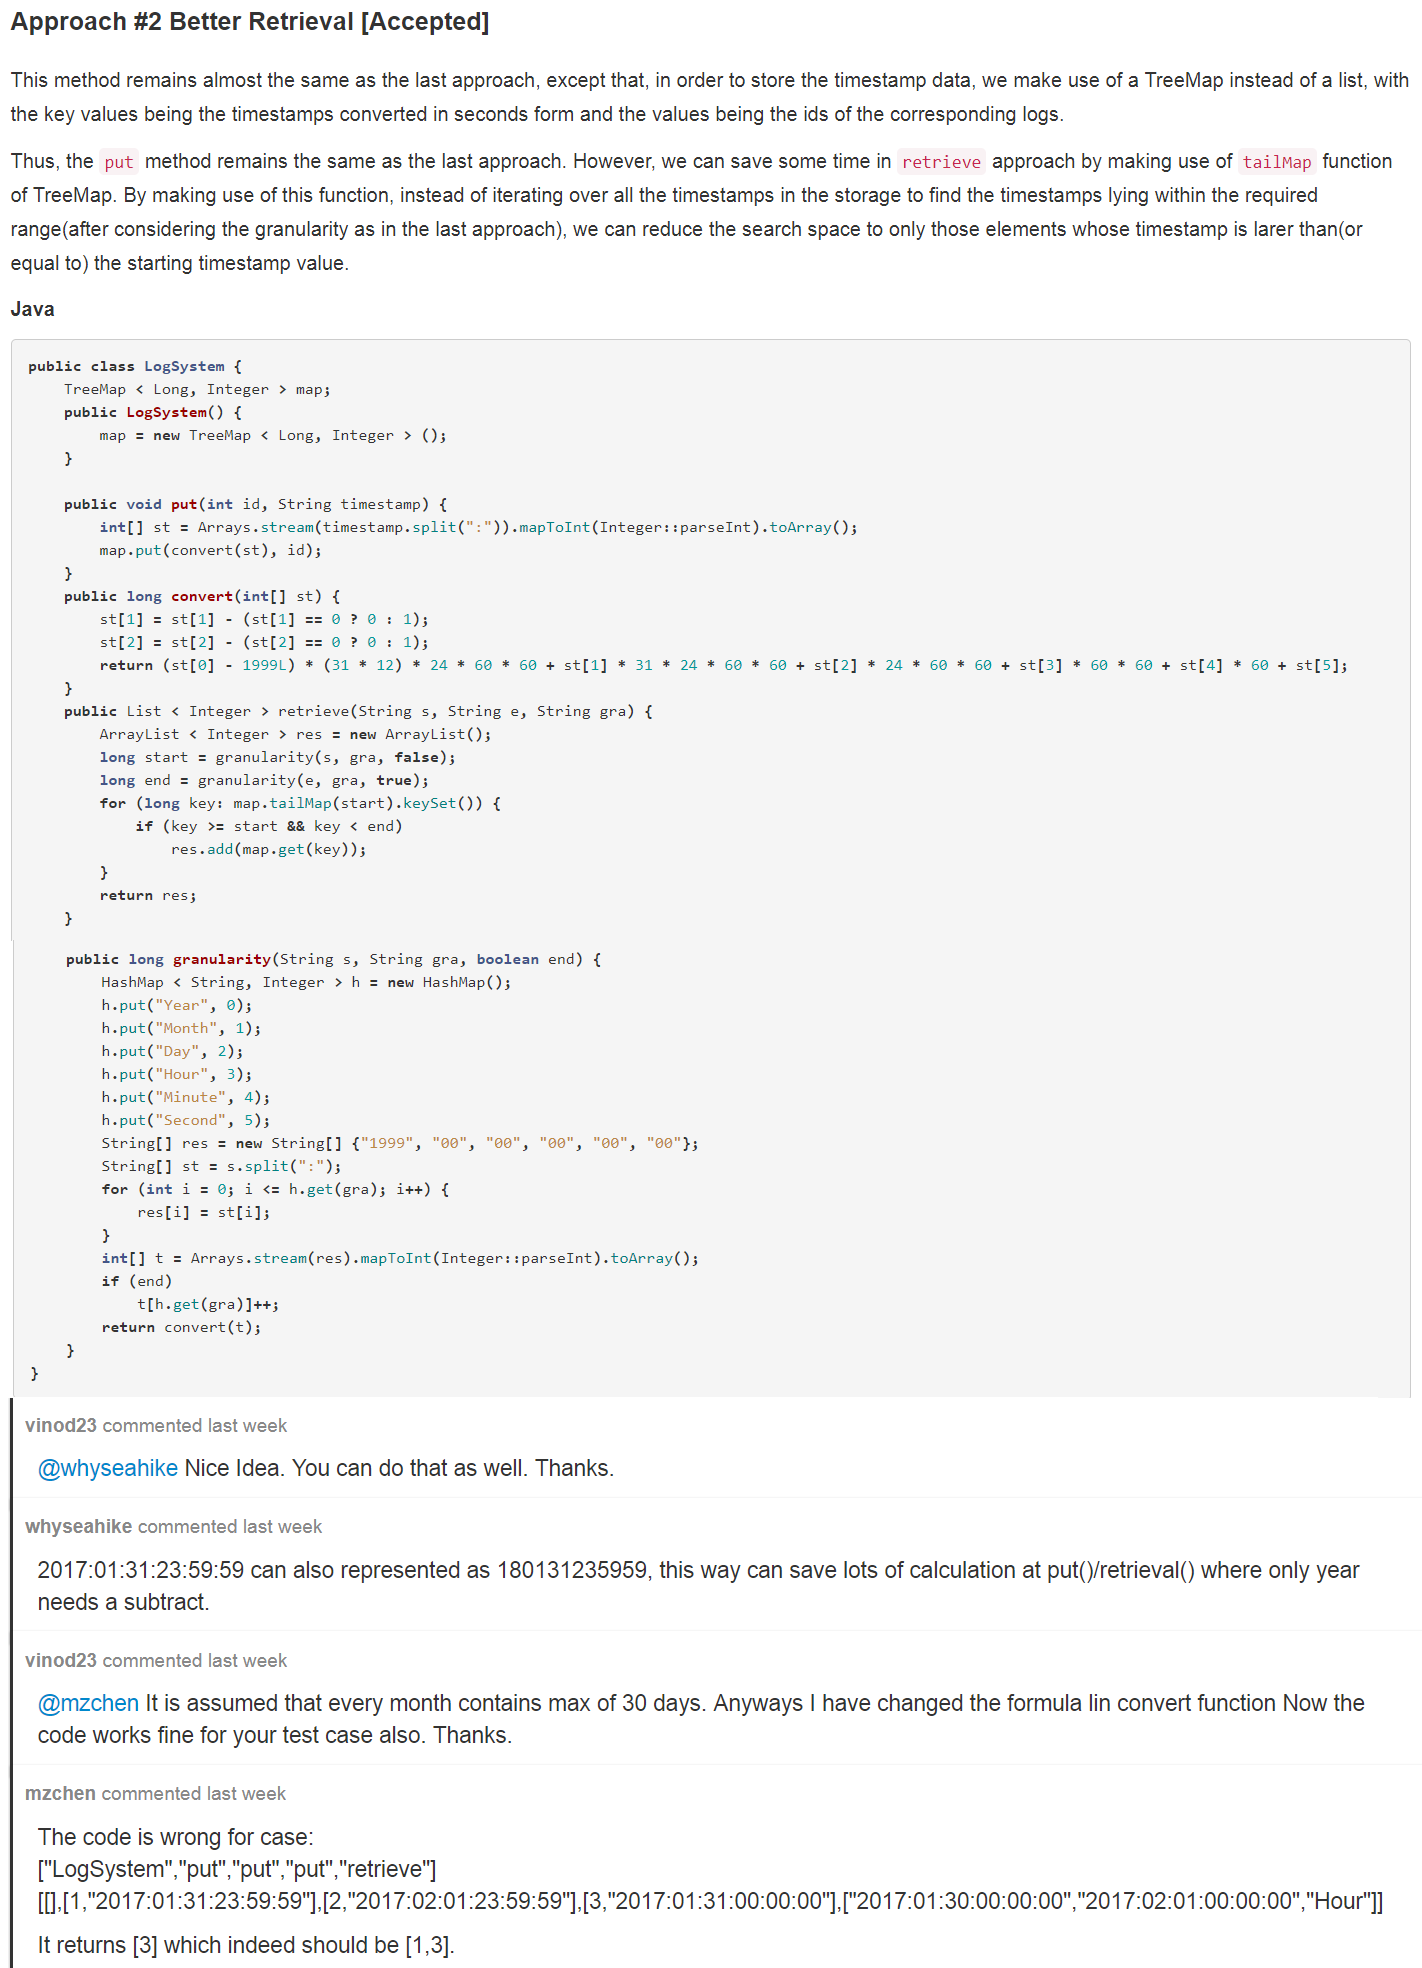 Approach #2 Better Retrieval [Accepted]
This method remains almost the same as the last approach, except that, in order to store the timestamp data, we make use of a TreeMap instead of a list, with
the key values being the timestamps converted in seconds form and the values being the ids of the corresponding logs.
Thus, the put method remains the same as the last approach. However, we can save some time in retrieve approach by making use of tailMap function
of TreeMap. By making use of this function, instead of iterating over all the timestamps in the storage to find the timestamps lying within the required
range(after considering the granularity as in the last approach), we can reduce the search space to only those elements whose timestamp is larer than(or
equal to) the starting timestamp value.
Java
public class LogSystem {
    TreeMap < Long, Integer > map;
    public LogSystem() {
        map = new TreeMap < Long, Integer > ();
    }
    public void put(int id, String timestamp) {
        int[] st = Arrays.stream(timestamp.split(":")).mapToInt(Integer::parseInt).toArray();
        map.put(convert(st), id);
    }
    public long convert(int[] st) {
        st[1] = st[1] - (st[1] == 0 ? 0 : 1);
        st[2] = st[2] - (st[2] == 0 ? 0 : 1);
        return (st[0] - 1999L) * (31 * 12) * 24 * 60 * 60 + st[1] * 31 * 24 * 60 * 60 + st[2] * 24 * 60 * 60 + st[3] * 60 * 60 + st[4] * 60 + st[5];
    }
    public List < Integer > retrieve(String s, String e, String gra) {
        ArrayList < Integer > res = new ArrayList();
        long start = granularity(s, gra, false);
        long end = granularity(e, gra, true);
        for (long key: map.tailMap(start).keySet()) {
            if (key >= start && key < end)
                res.add(map.get(key));
        }
        return res;
    }
    public long granularity(String s, String gra, boolean end) {
        HashMap < String, Integer > h = new HashMap();
        h.put("Year", 0);
        h.put("Month", 1);
        h.put("Day", 2);
        h.put("Hour", 3);
        h.put("Minute", 4);
        h.put("Second", 5);
        String[] res = new String[] {"1999", "00", "00", "00", "00", "00"};
        String[] st = s.split(":");
        for (int i = 0; i <= h.get(gra); i++) {
            res[i] = st[i];
        }
        int[] t = Arrays.stream(res).mapToInt(Integer::parseInt).toArray();
        if (end)
            t[h.get(gra)]++;
        return convert(t);
    }
}
vinod23 commented last week
@whyseahike Nice Idea. You can do that as well. Thanks.
whyseahike commented last week
2017:01:31:23:59:59 can also represented as 180131235959, this way can save lots of calculation at put()/retrieval() where only year
needs a subtract.
vinod23 commented last week
@mzchen It is assumed that every month contains max of 30 days. Anyways I have changed the formula lin convert function Now the
code works fine for your test case also. Thanks.
mzchen commented last week
The code is wrong for case:
["LogSystem","put","put","put","retrieve"]
[[],[1,"2017:01:31:23:59:59"],[2,"2017:02:01:23:59:59"],[3,"2017:01:31:00:00:00"],["2017:01:30:00:00:00","2017:02:01:00:00:00","Hour"]]
It returns [3] which indeed should be [1,3].